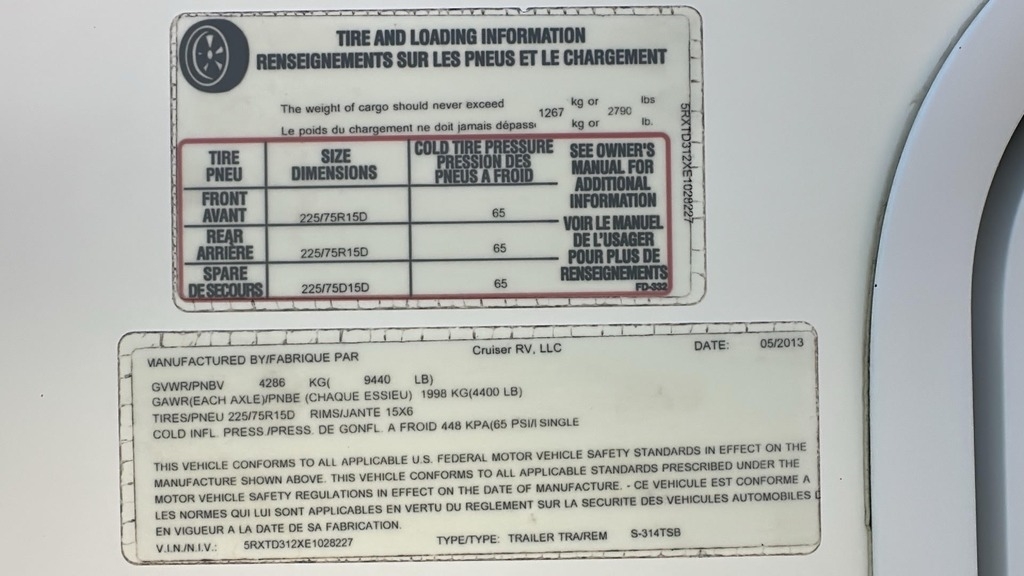 TIRE AND LOADING INFORMATION
RENSEIGNEMENTS SUR LES PNEUS ET LE CHARGEMENT
The weight of cargo should never exceed 1267 kg or 2790 lbs
Le poids du chargement ne doit jamais dépass kg or lb.
TIRE
PNEU
SIZE
DIMENSIONS
COLD TIRE PRESSURE
PRESSION DES
PNEUS A FROID
SEE OWNER'S
MANUAL FOR
ADDITIONAL
INFORMATION
FRONT
AVANT
225/75R15D
65
REAR
ARRIÈRE
225/75R15D
65
SPARE
DE SECOURS
225/75D15D
65
VOIR LE MANUEL
DE L'USAGER
POUR PLUS DE
RENSEIGNEMENTS
FD-332
5RXTD312XE1028227
MANUFACTURED BY/FABRIQUE PAR Cruiser RV, LLC DATE: 05/2013
GVWR/PNBV 4286 KG( 9440 LB)
GAWR(EACH AXLE)/PNBE (CHAQUE ESSIEU) 1998 KG(4400 LB)
TIRES/PNEU 225/75R15D RIMS/JANTE 15X6
COLD INFL. PRESS./PRESS. DE GONFL. A FROID 448 KPA(65 PSI/I SINGLE
THIS VEHICLE CONFORMS TO ALL APPLICABLE U.S. FEDERAL MOTOR VEHICLE SAFETY STANDARDS IN EFFECT ON THE
MANUFACTURE SHOWN ABOVE. THIS VEHICLE CONFORMS TO ALL APPLICABLE STANDARDS PRESCRIBED UNDER THE
MOTOR VEHICLE SAFETY REGULATIONS IN EFFECT ON THE DATE OF MANUFACTURE. - CE VEHICULE EST CONFORME A
LES NORMES QUI LUI SONT APPLICABLES EN VERTU DU REGLEMENT SUR LA SECURITE DES VEHICULES AUTOMOBILES
EN VIGUEUR A LA DATE DE SA FABRICATION.
V.I.N./N.I.V.: 5RXTD312XE1028227 TYPE/TYPE: TRAILER TRA/REM S-314TSB